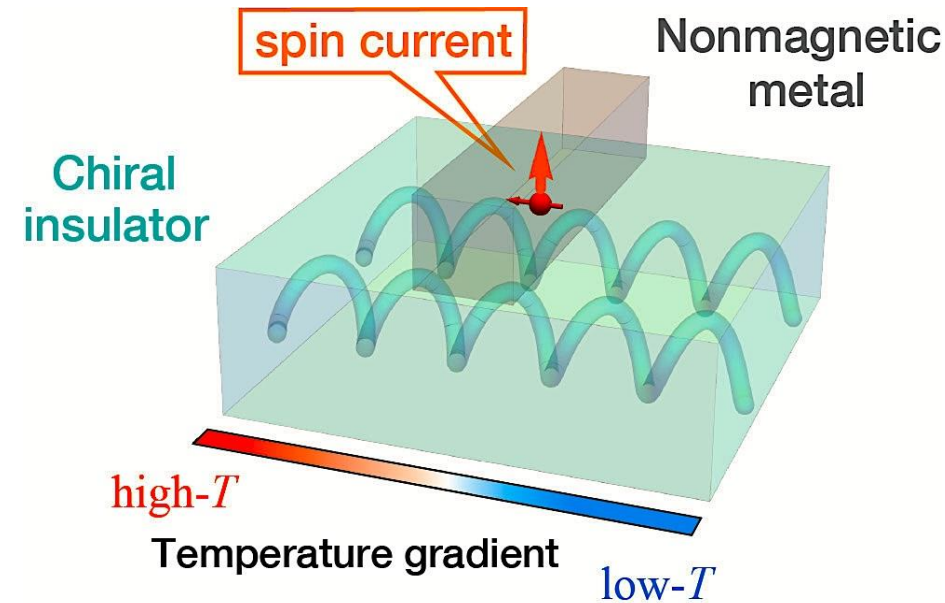 spin current
Nonmagnetic
metal
Chiral
insulator
high-T
Temperature gradient
low-T